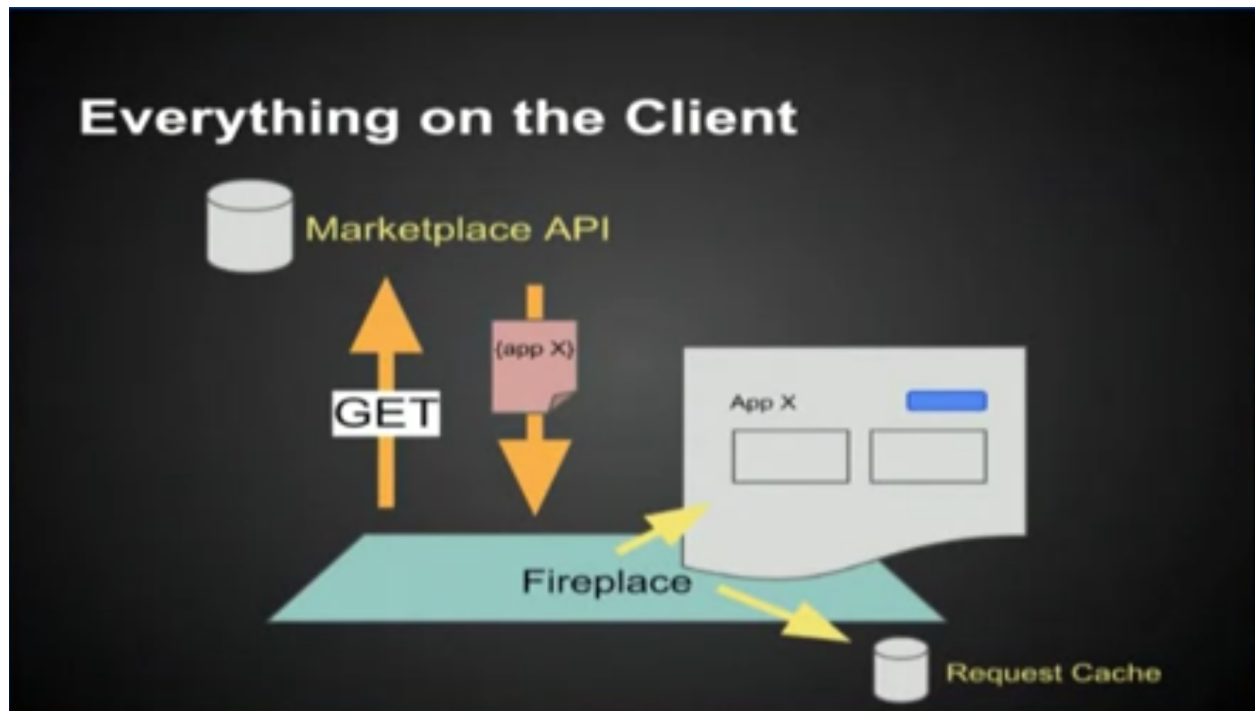 Everything on the Client
Marketplace API
{app X}
GET
App X
Fireplace
Request Cache